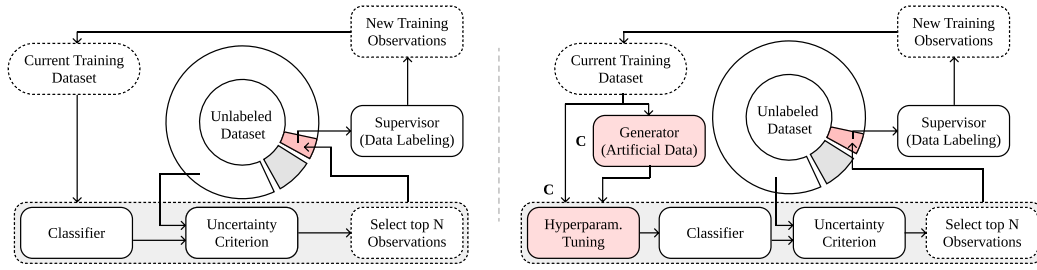 New Training
Observations
Current Training
Dataset
Unlabeled
Dataset
Supervisor
(Data Labeling)
Classifier
Uncertainty
Criterion
Select top N
Observations
New Training
Observations
Current Training
Dataset
C
Generator
(Artificial Data)
Unlabeled
Dataset
Supervisor
(Data Labeling)
C
Hyperparam.
Tuning
Classifier
Uncertainty
Criterion
Select top N
Observations